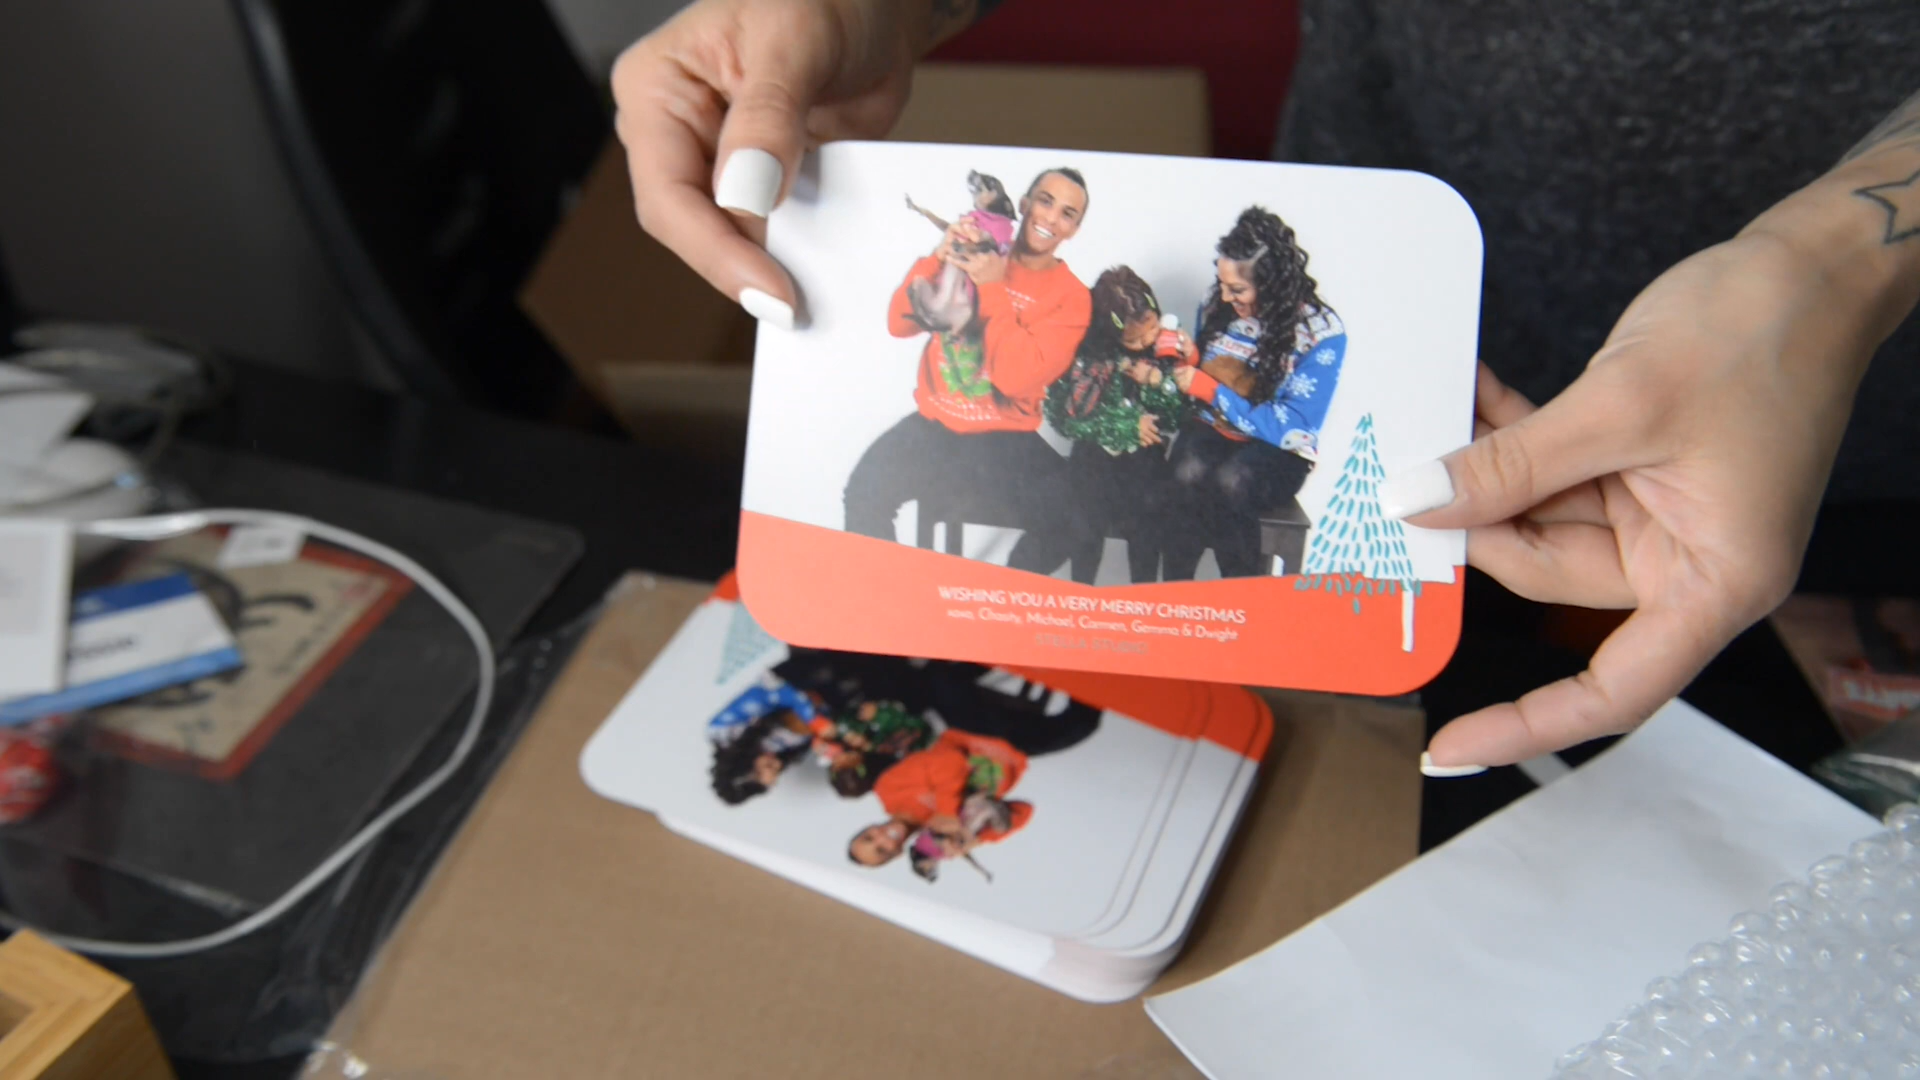 WISHING YOU A VERY MERRY CHRISTMAS
xoxo, Chasity, Michael, Carmen, Gemma & Dwight